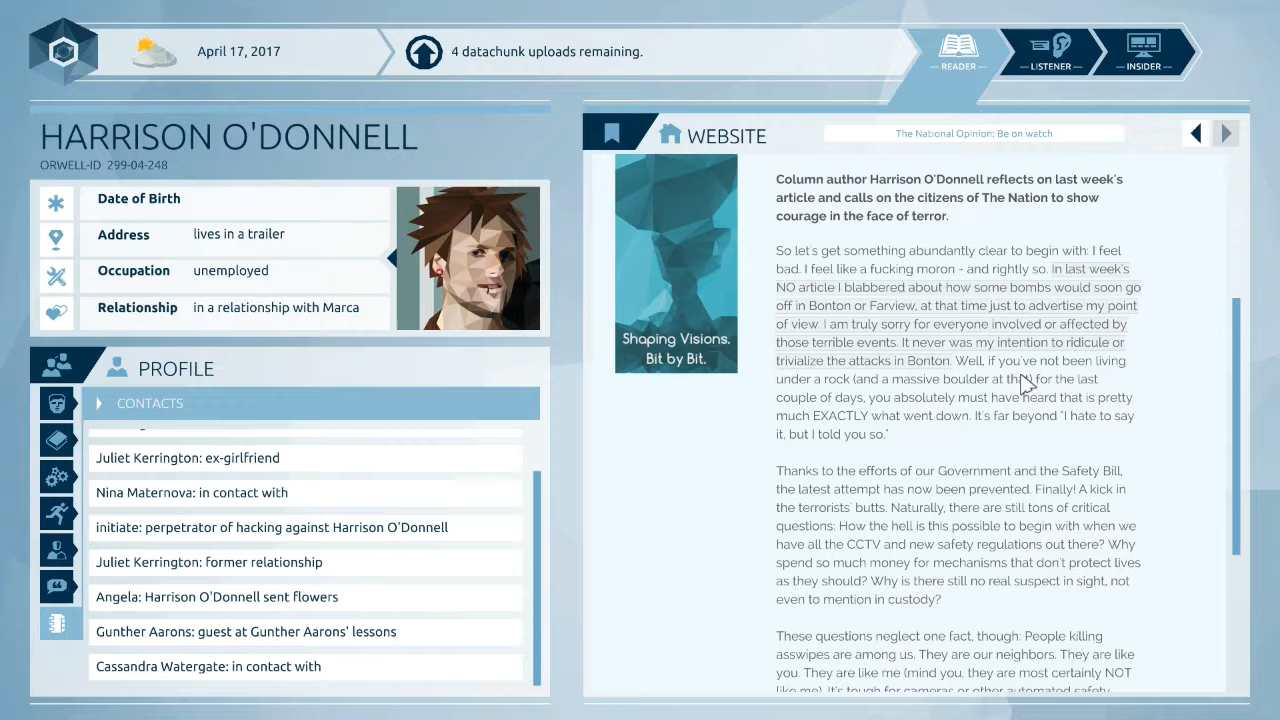 April 17, 2017
4 datachunk uploads remaining.
— READER —
— LISTENER —
— INSIDER —
HARRISON O'DONNELL
ORWELL-ID 299-04-248
Date of Birth
Address lives in a trailer
Occupation unemployed
Relationship in a relationship with Marca
PROFILE
CONTACTS
Juliet Kerrington: ex-girlfriend
Nina Maternova: in contact with
initiate: perpetrator of hacking against Harrison O'Donnell
Juliet Kerrington: former relationship
Angela: Harrison O'Donnell sent flowers
Gunther Aarons: guest at Gunther Aarons' lessons
Cassandra Watergate: in contact with
WEBSITE
The National Opinion: Be on watch
Shaping Visions.
Bit by Bit.
Column author Harrison O'Donnell reflects on last week's
article and calls on the citizens of The Nation to show
courage in the face of terror.
So let's get something abundantly clear to begin with: I feel
bad. I feel like a fucking moron - and rightly so. In last week's
NO article I blabbered about how some bombs would soon go
off in Bonton or Farview, at that time just to advertise my point
of view. I am truly sorry for everyone involved or affected by
those terrible events. It never was my intention to ridicule or
trivialize the attacks in Bonton. Well, if you've not been living
under a rock (and a massive boulder at that) for the last
couple of days, you absolutely must have heard that is pretty
much EXACTLY what went down. It's far beyond "I hate to say
it, but I told you so."
Thanks to the efforts of our Government and the Safety Bill,
the latest attempt has now been prevented. Finally! A kick in
the terrorists' butts. Naturally, there are still tons of critical
questions: How the hell is this possible to begin with when we
have all the CCTV and new safety regulations out there? Why
spend so much money for mechanisms that don't protect lives
as they should? Why is there still no real suspect in sight, not
even to mention in custody?
These questions neglect one fact, though: People killing
asswipes are among us. They are our neighbors. They are like
you. They are like me (mind you, they are most certainly NOT
like me). It's tough for cameras or other automated safety